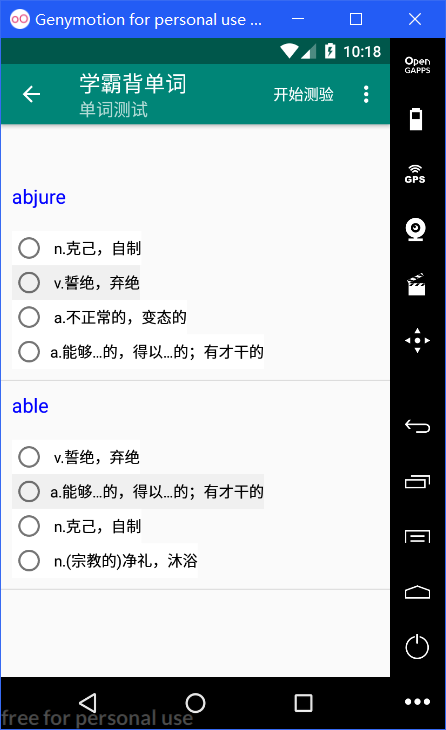 Genymotion for personal use ...
10:18
Open
GAPPS
学霸背单词
单词测试
开始测验
GPS
abjure
n.克己，自制
v.誓绝，弃绝
a.不正常的，变态的
a.能够...的，得以...的；有才干的
able
v.誓绝，弃绝
a.能够...的，得以...的；有才干的
n.克己，自制
n.(宗教的)净礼，沐浴
free for personal use